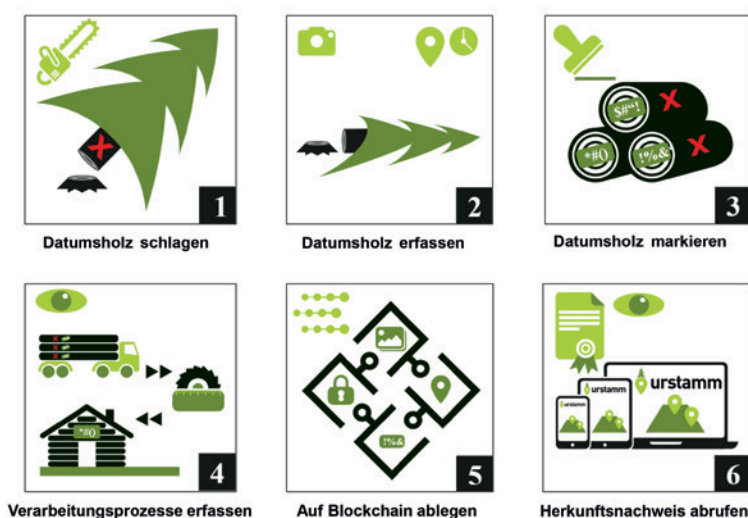 1
Datumsholz schlagen
2
Datumsholz erfassen
$#"!
*#()
!%&
3
Datumsholz markieren
*#()
4
Verarbeitungsprozesse erfassen
!%&
5
Auf Blockchain ablegen
urstamm
urstamm
urstamm
6
Herkunftsnachweis abrufen